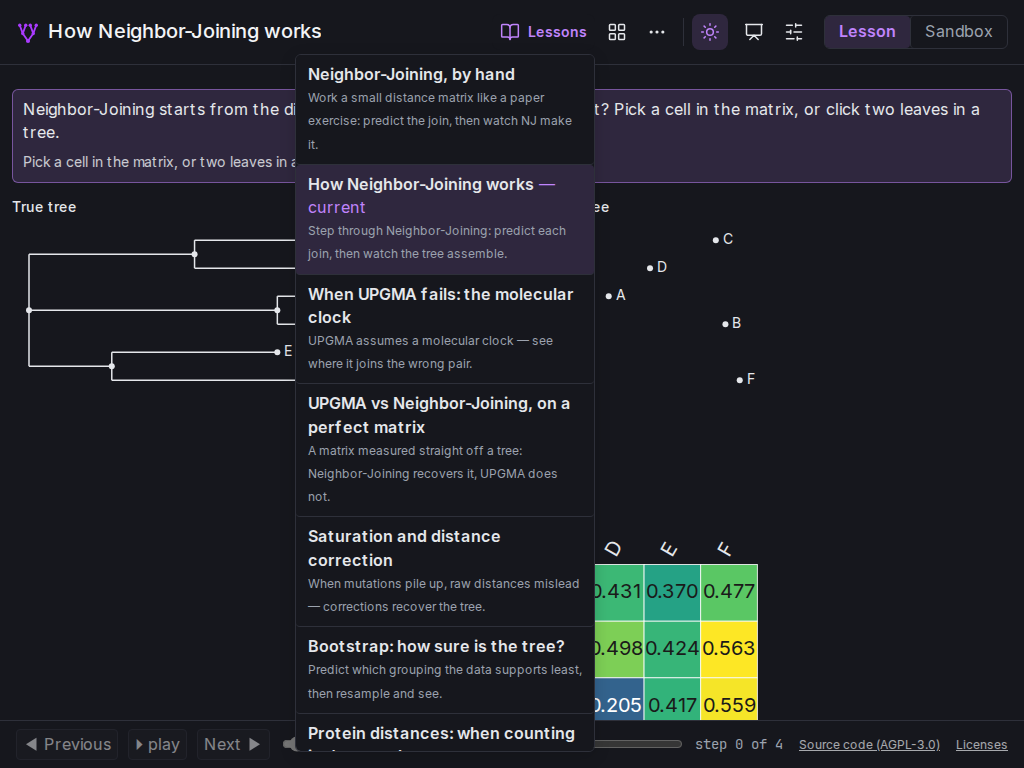 How Neighbor-Joining works
Lessons
Lesson
Sandbox
Neighbor-Joining starts from the di
t? Pick a cell in the matrix, or click two leaves in a
tree.
Pick a cell in the matrix, or two leaves in a
Neighbor-Joining, by hand
Work a small distance matrix like a paper
exercise: predict the join, then watch NJ make
it.
How Neighbor-Joining works —
current
Step through Neighbor-Joining: predict each
join, then watch the tree assemble.
When UPGMA fails: the molecular
clock
UPGMA assumes a molecular clock — see
where it joins the wrong pair.
UPGMA vs Neighbor-Joining, on a
perfect matrix
A matrix measured straight off a tree:
Neighbor-Joining recovers it, UPGMA does
not.
Saturation and distance
correction
When mutations pile up, raw distances mislead
— corrections recover the tree.
Bootstrap: how sure is the tree?
Predict which grouping the data supports least,
then resample and see.
Protein distances: when counting
True tree
ee
E
C
D
A
B
F
D E F
0.431 0.370 0.477
0.498 0.424 0.563
0.205 0.417 0.559
Previous
play
Next
step 0 of 4
Source code (AGPL-3.0)
Licenses